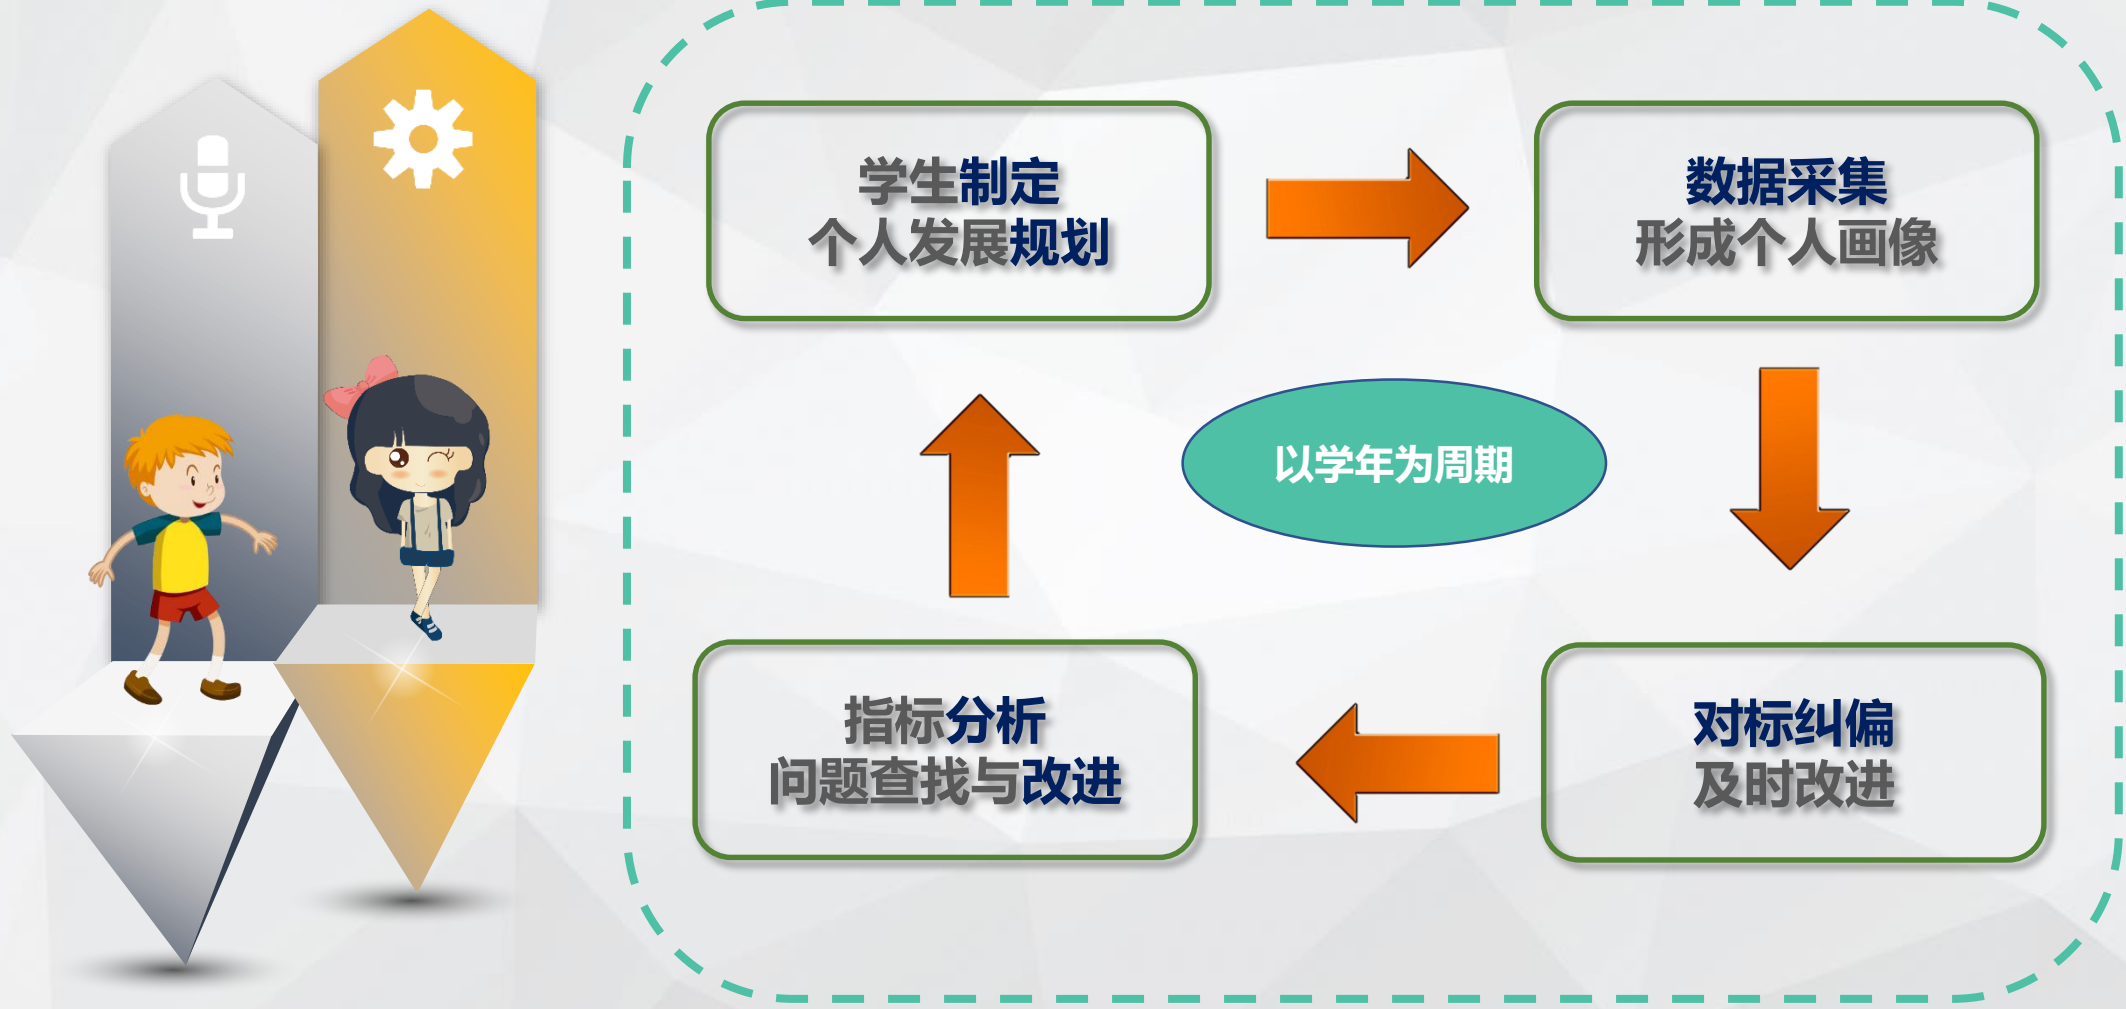 学生制定
个人发展规划
数据采集
形成个人画像
以学年为周期
指标分析
问题查找与改进
对标纠偏
及时改进